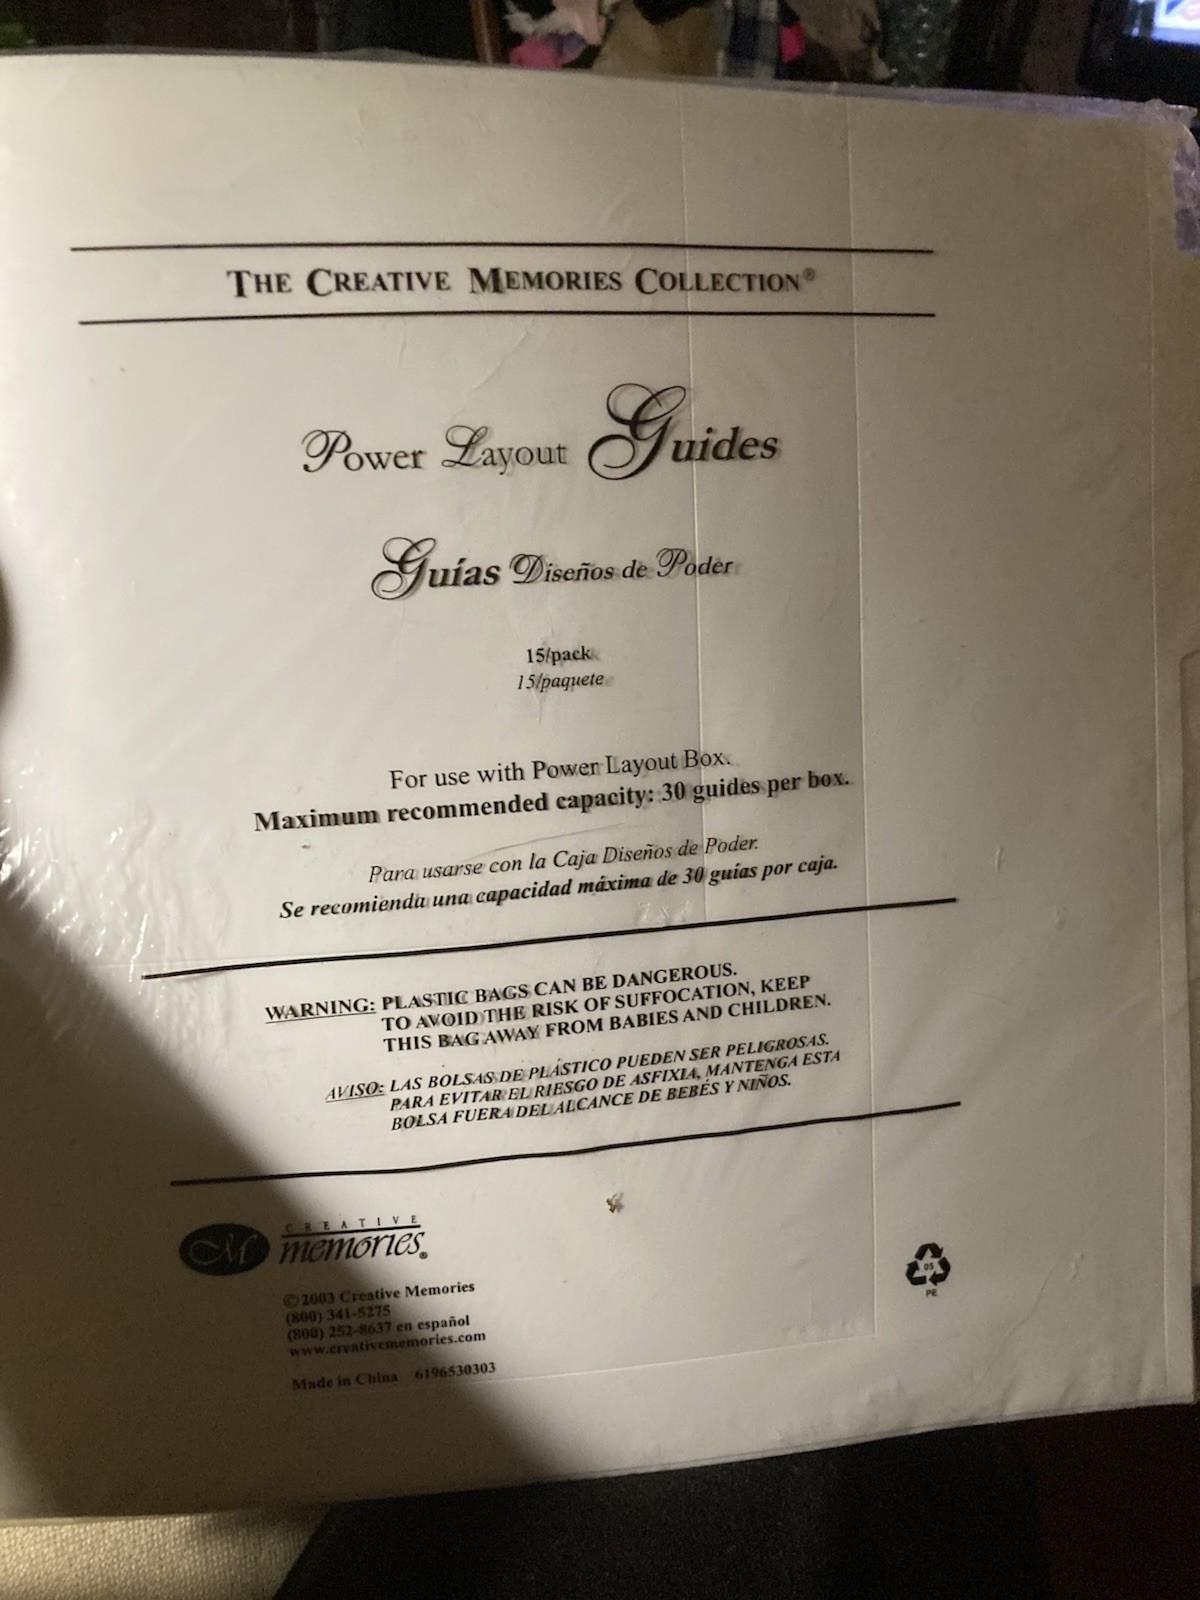 THE CREATIVE MEMORIES COLLECTION®
Power Layout Guides
Guías Diseños de Poder
15/pack
15/paquete
For use with Power Layout Box.
Maximum recommended capacity: 30 guides per box.
Para usarse con la Caja Diseños de Poder.
Se recomienda una capacidad máxima de 30 guías por caja.
WARNING: PLASTIC BAGS CAN BE DANGEROUS.
TO AVOID THE RISK OF SUFFOCATION, KEEP
THIS BAG AWAY FROM BABIES AND CHILDREN.
AVISO: LAS BOLSAS DE PLÁSTICO PUEDEN SER PELIGROSAS.
PARA EVITAR EL RIESGO DE ASFIXIA, MANTENGA ESTA
BOLSA FUERA DEL ALCANCE DE BEBÉS Y NIÑOS.
CM
CREATIVE
memories®
©2003 Creative Memories
(800) 341-5275
(800) 252-8637 en español
www.creativememories.com
Made in China 6196530303
05
PE